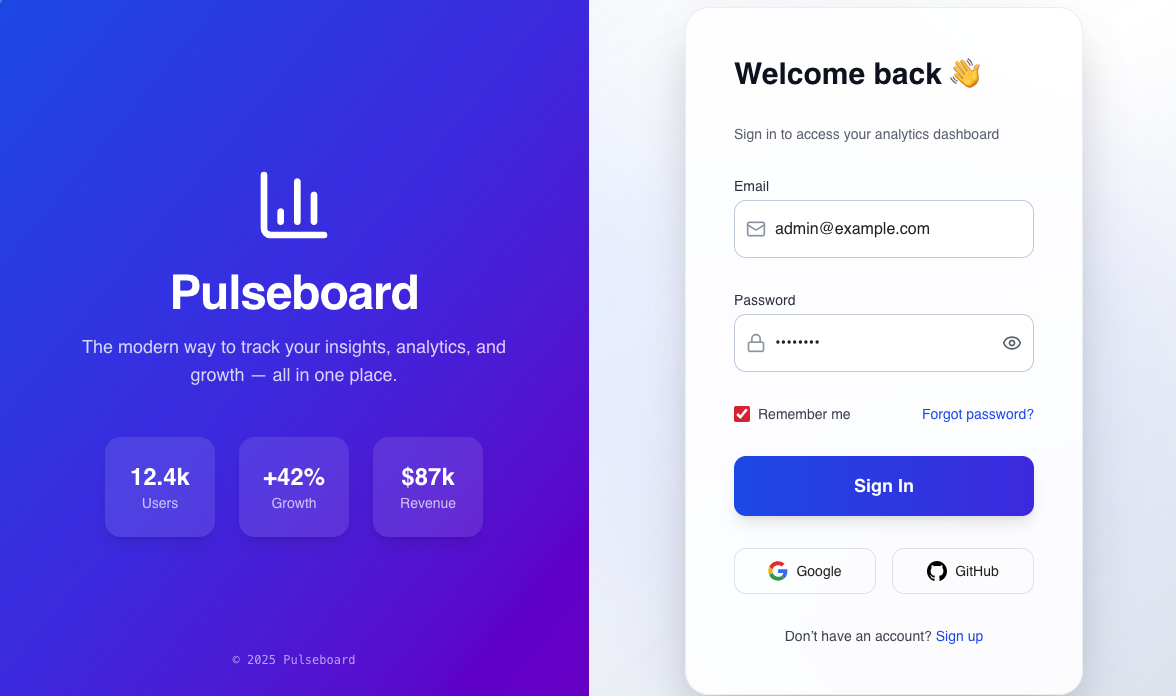 Pulseboard
The modern way to track your insights, analytics, and
growth — all in one place.
12.4k
Users
+42%
Growth
$87k
Revenue
© 2025 Pulseboard
Welcome back 👋
Sign in to access your analytics dashboard
Email
admin@example.com
Password
••••••••
Remember me
Forgot password?
Sign In
Google
GitHub
Don’t have an account? Sign up